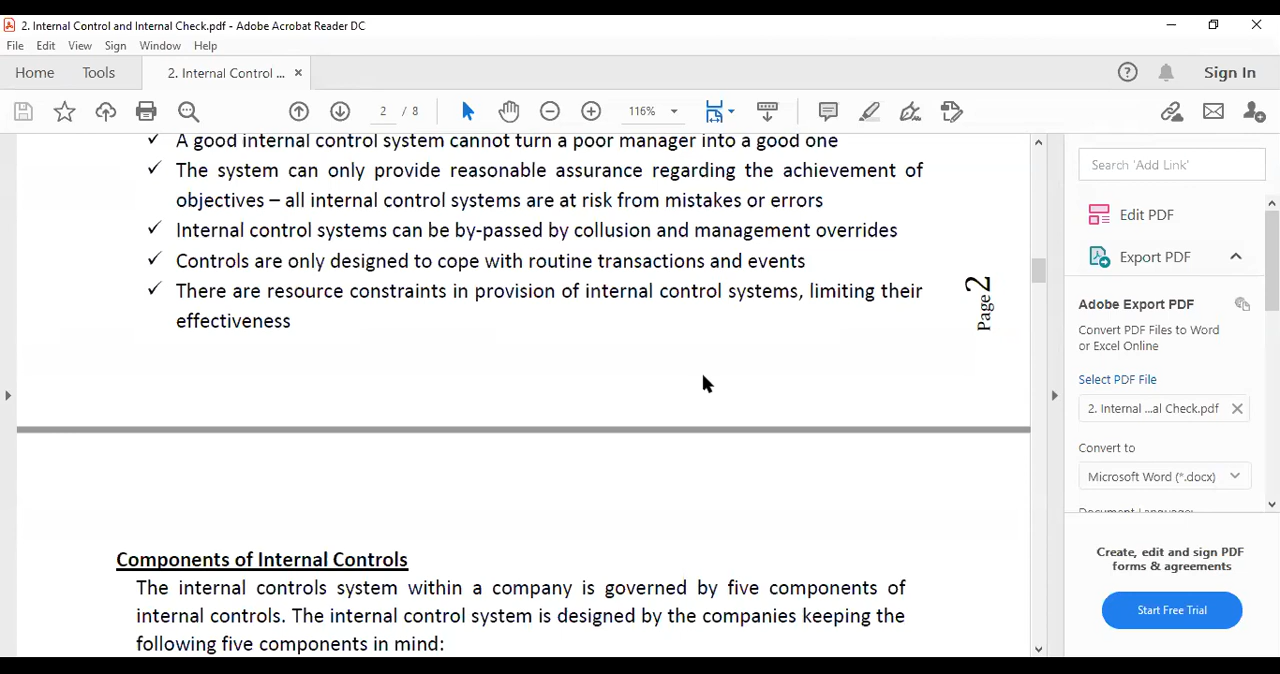 2. Internal Control and Internal Check.pdf - Adobe Acrobat Reader DC
File Edit View Sign Window Help
Home Tools 2. Internal Control ... × Sign In
2 / 8 116%
✓ A good internal control system cannot turn a poor manager into a good one
✓ The system can only provide reasonable assurance regarding the achievement of
objectives – all internal control systems are at risk from mistakes or errors
✓ Internal control systems can be by-passed by collusion and management overrides
✓ Controls are only designed to cope with routine transactions and events
✓ There are resource constraints in provision of internal control systems, limiting their
effectiveness
Page 2
Components of Internal Controls
The internal controls system within a company is governed by five components of
internal controls. The internal control system is designed by the companies keeping the
following five components in mind:
Search 'Add Link'
Edit PDF
Export PDF
Adobe Export PDF
Convert PDF Files to Word
or Excel Online
Select PDF File
2. Internal ...al Check.pdf
Convert to
Microsoft Word (*.docx)
Document Language:
Create, edit and sign PDF
forms & agreements
Start Free Trial